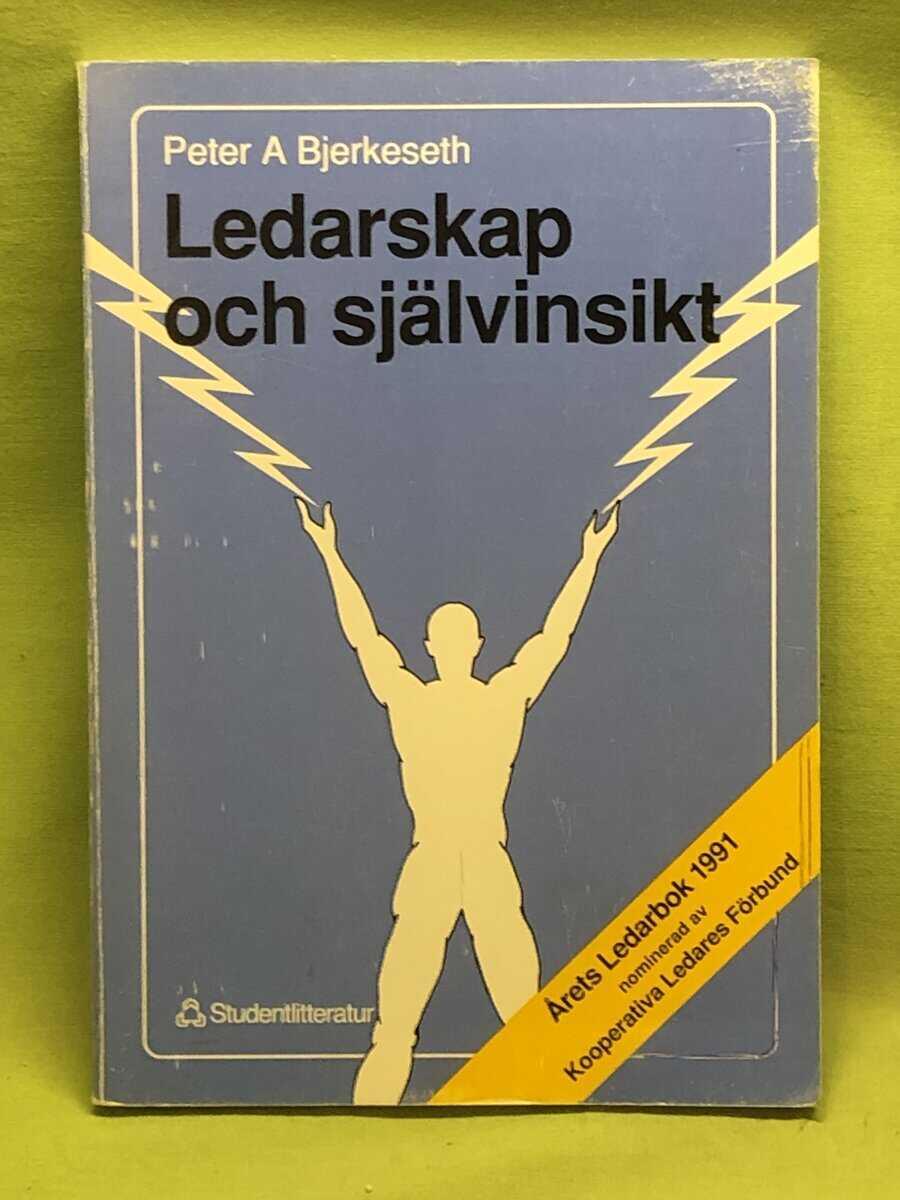 Peter A Bjerkeseth
Ledarskap
och självinsikt
Årets Ledarbok 1991
nominerad av
Kooperativa Ledares Förbund
Studentlitteratur